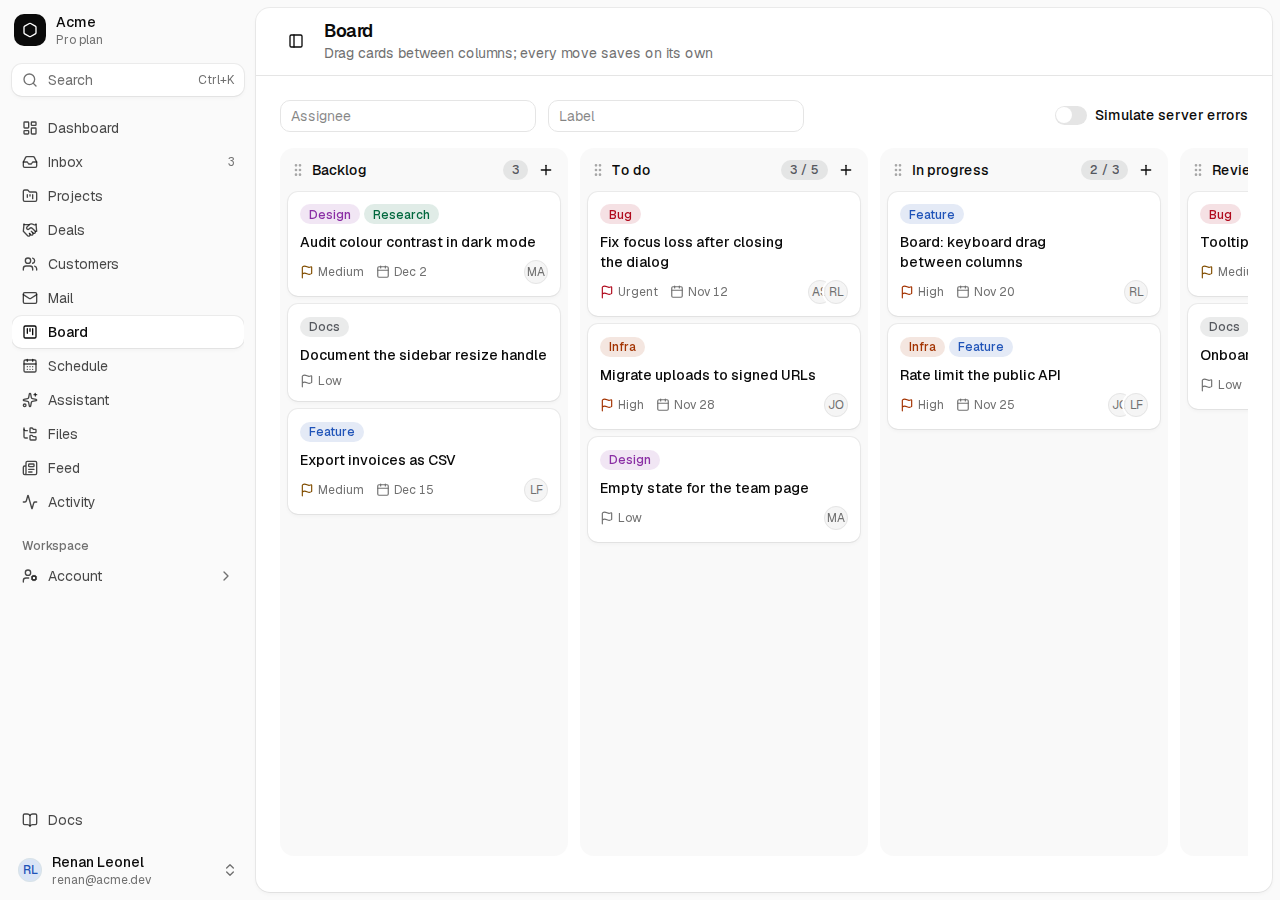 Acme
Pro plan
Search
Ctrl+K
Dashboard
Inbox
3
Projects
Deals
Customers
Mail
Board
Schedule
Assistant
Files
Feed
Activity
Workspace
Account
Docs
RL
Renan Leonel
renan@acme.dev
Board
Drag cards between columns; every move saves on its own
Assignee
Label
Simulate server errors
Backlog
3
Design
Research
Audit colour contrast in dark mode
Medium
Dec 2
MA
Docs
Document the sidebar resize handle
Low
Feature
Export invoices as CSV
Medium
Dec 15
LF
To do
3 / 5
Bug
Fix focus loss after closing
the dialog
Urgent
Nov 12
RL
Infra
Migrate uploads to signed URLs
High
Nov 28
JO
Design
Empty state for the team page
Low
MA
In progress
2 / 3
Feature
Board: keyboard drag
between columns
High
Nov 20
RL
Infra
Feature
Rate limit the public API
High
Nov 25
LF
Bug
Docs
Low